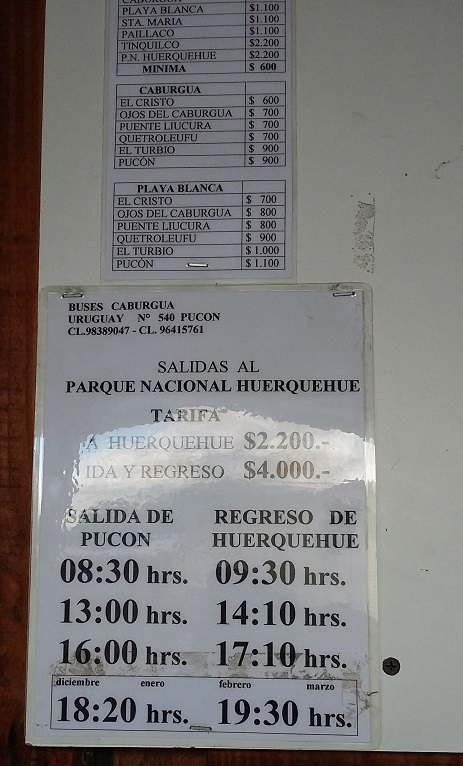 CABURGUA
PLAYA BLANCA $1.100
STA. MARIA $1.100
PAILLACO $1.100
TINQUILCO $2.200
P.N. HUERQUEHUE $2.200
MINIMA $ 600
CABURGUA
EL CRISTO $ 600
OJOS DEL CABURGUA $ 700
PUENTE LIUCURA $ 700
QUETROLEUFU $ 700
EL TURBIO $ 900
PUCÓN $ 900
PLAYA BLANCA
EL CRISTO $ 700
OJOS DEL CABURGUA $ 800
PUENTE LIUCURA $ 800
QUETROLEUFU $ 900
EL TURBIO $ 1.000
PUCÓN $ 1.100
BUSES CABURGUA
URUGUAY N° 540 PUCON
CL.98389047 - CL. 96415761
SALIDAS AL
PARQUE NACIONAL HUERQUEHUE
TARIFA
A HUERQUEHUE $2.200.-
IDA Y REGRESO $4.000.-
SALIDA DE REGRESO DE
PUCON HUERQUEHUE
08:30 hrs. 09:30 hrs.
13:00 hrs. 14:10 hrs.
16:00 hrs. 17:10 hrs.
diciembre enero febrero marzo
18:20 hrs. 19:30 hrs.